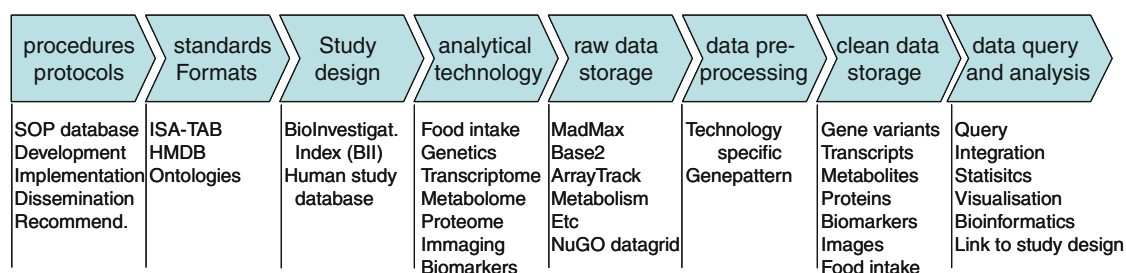 procedures
protocols
standards
Formats
Study
design
analytical
technology
raw data
storage
data pre-
processing
clean data
storage
data query
and analysis
SOP database
Development
Implementation
Dissemination
Recommend.
ISA-TAB
HMDB
Ontologies
BioInvestigat.
Index (BII)
Human study
database
Food intake
Genetics
Transcriptome
Metabolome
Proteome
Immaging
Biomarkers
MadMax
Base2
ArrayTrack
Metabolism
Etc
NuGO datagrid
Technology
specific
Genepattern
Gene variants
Transcripts
Metabolites
Proteins
Biomarkers
Images
Food intake
Query
Integration
Statisitcs
Visualisation
Bioinformatics
Link to study design